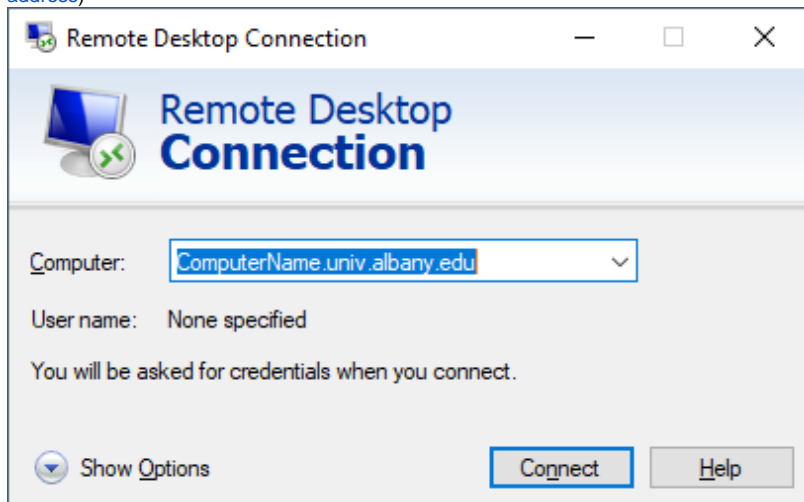 address)
Remote Desktop Connection
Remote Desktop
Connection
Computer: ComputerName.univ.albany.edu
User name: None specified
You will be asked for credentials when you connect.
Show Options Connect Help